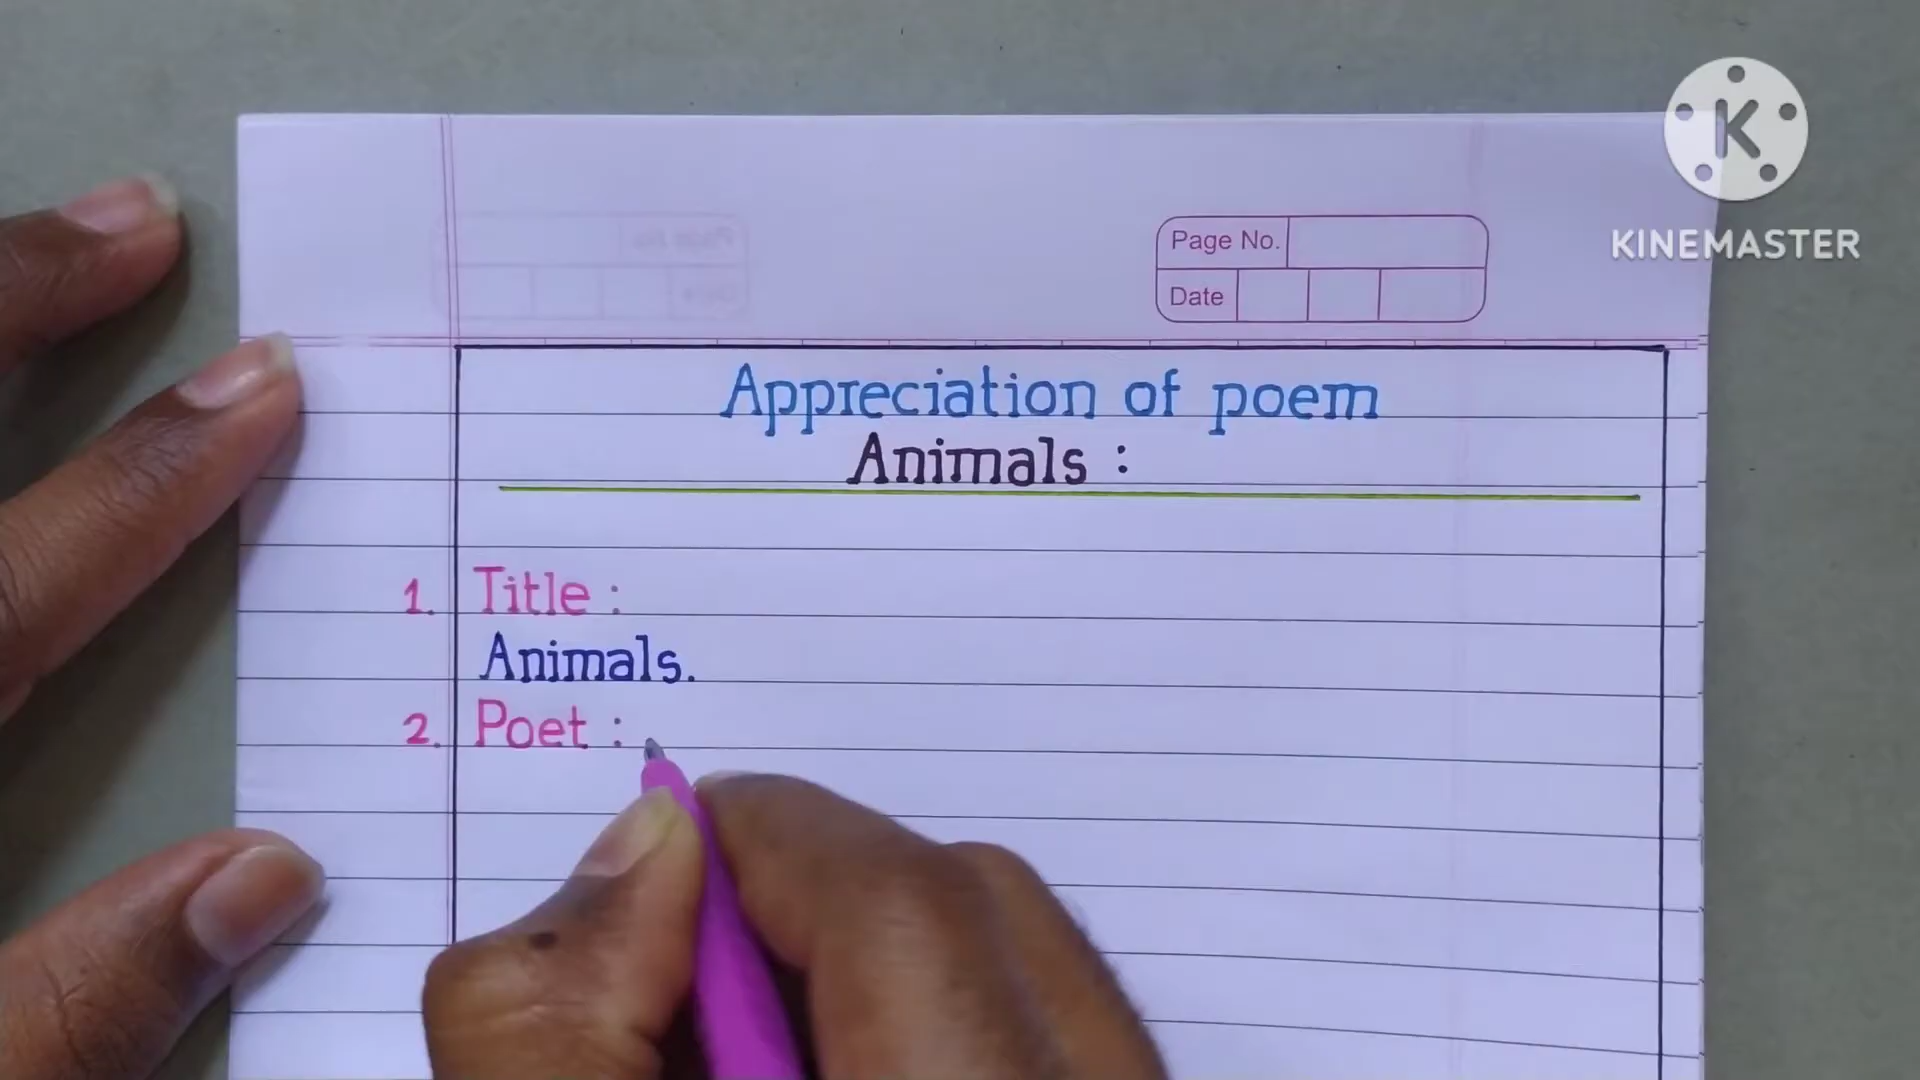 K
KINEMASTER
Page No.
Date
Appreciation of poem
Animals :
1. Title :
Animals.
2. Poet :